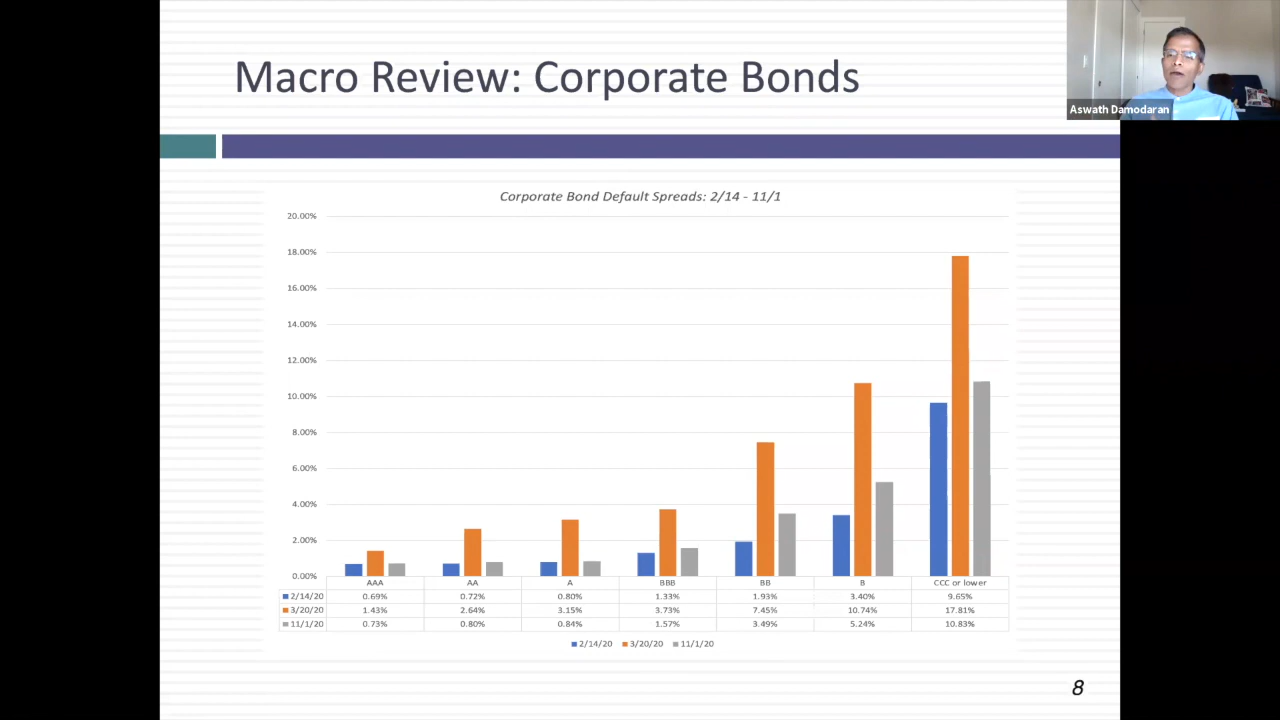 Macro Review: Corporate Bonds
Aswath Damodaran
Corporate Bond Default Spreads: 2/14 - 11/1
20.00%
18.00%
16.00%
14.00%
12.00%
10.00%
8.00%
6.00%
4.00%
2.00%
0.00%
AAA AA A BBB BB B CCC or lower
2/14/20 0.69% 0.72% 0.80% 1.33% 1.93% 3.40% 9.65%
3/20/20 1.43% 2.64% 3.15% 3.73% 7.45% 10.74% 17.81%
11/1/20 0.73% 0.80% 0.84% 1.57% 3.49% 5.24% 10.83%
2/14/20 3/20/20 11/1/20
8